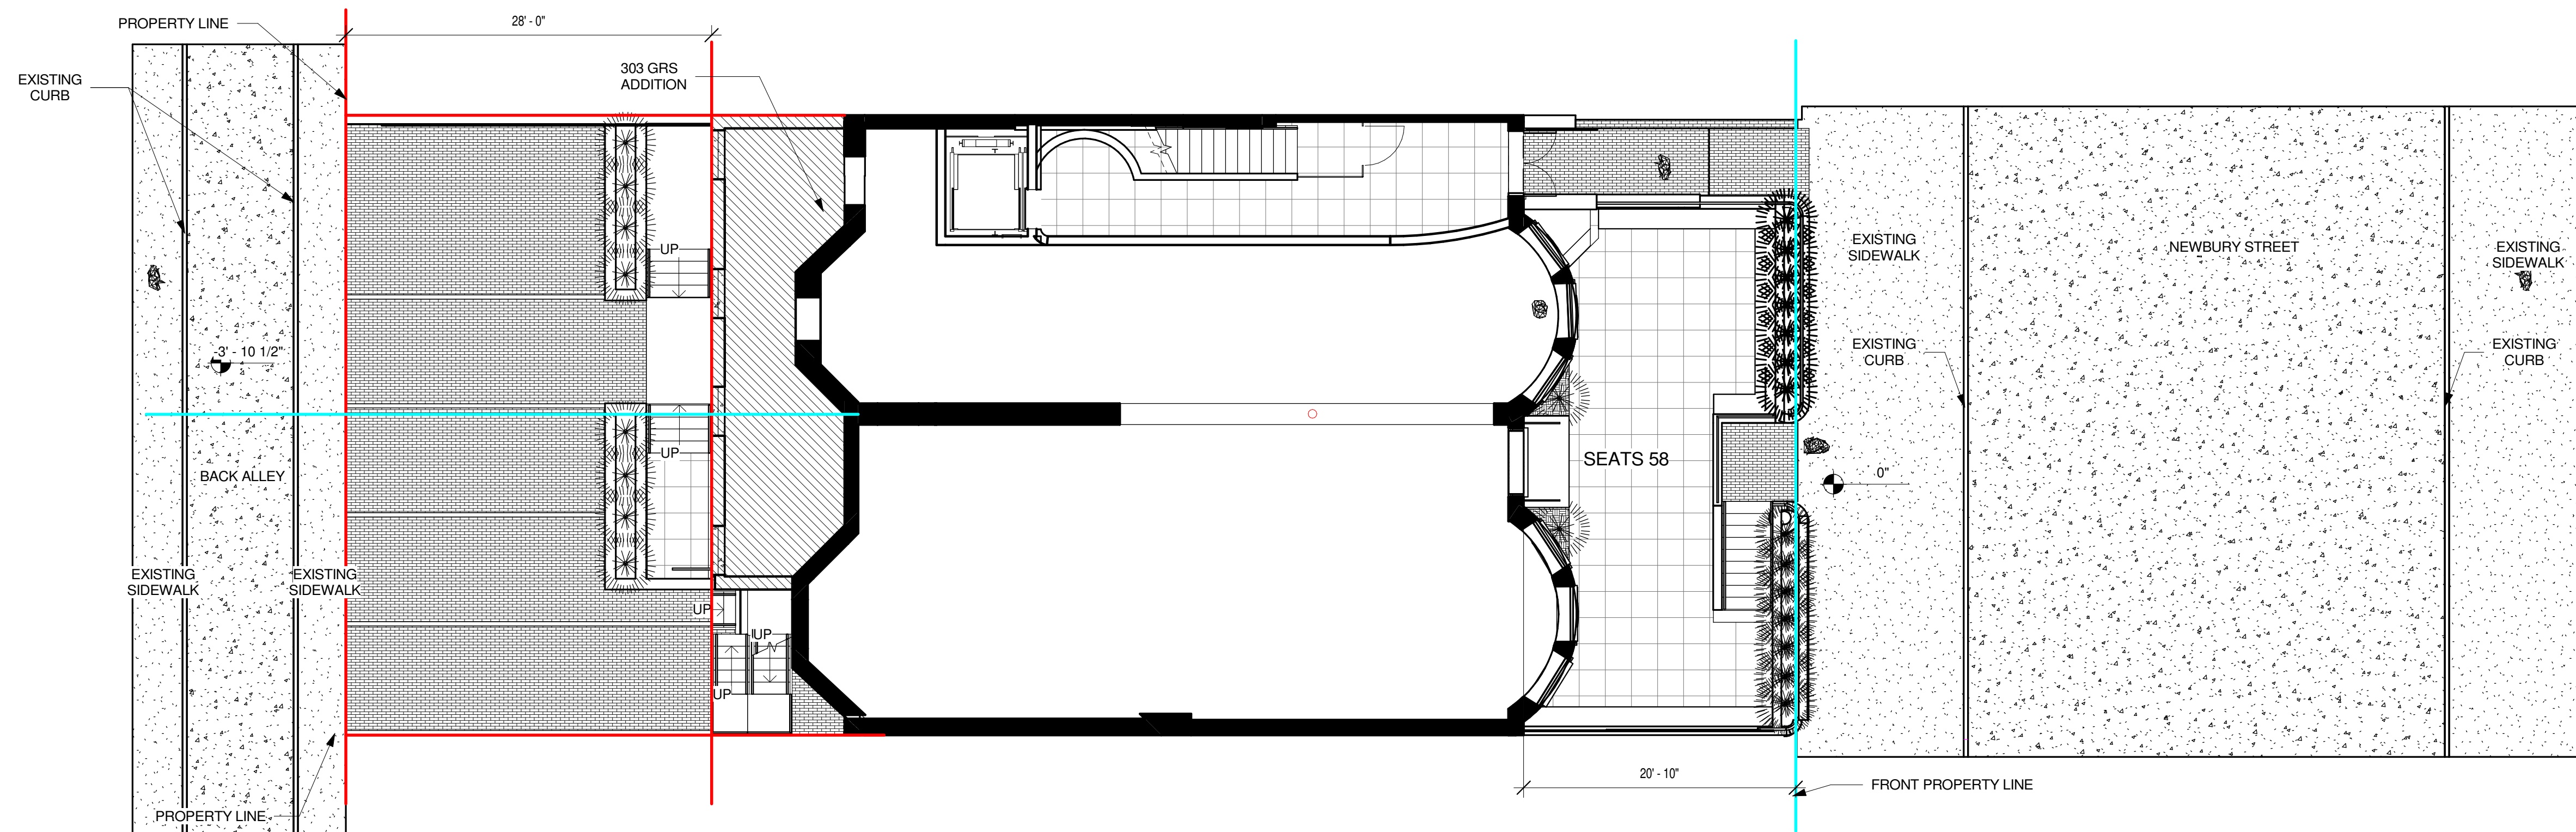 PROPERTY LINE
28' - 0"
303 GRS
ADDITION
EXISTING
CURB
UP
EXISTING
SIDEWALK
NEWBURY STREET
EXISTING
SIDEWALK
-3' - 10 1/2"
EXISTING
CURB
EXISTING
CURB
UP
SEATS 58
BACK ALLEY
0"
EXISTING
SIDEWALK
EXISTING
SIDEWALK
UP
UP
UP
20' - 10"
FRONT PROPERTY LINE
PROPERTY LINE